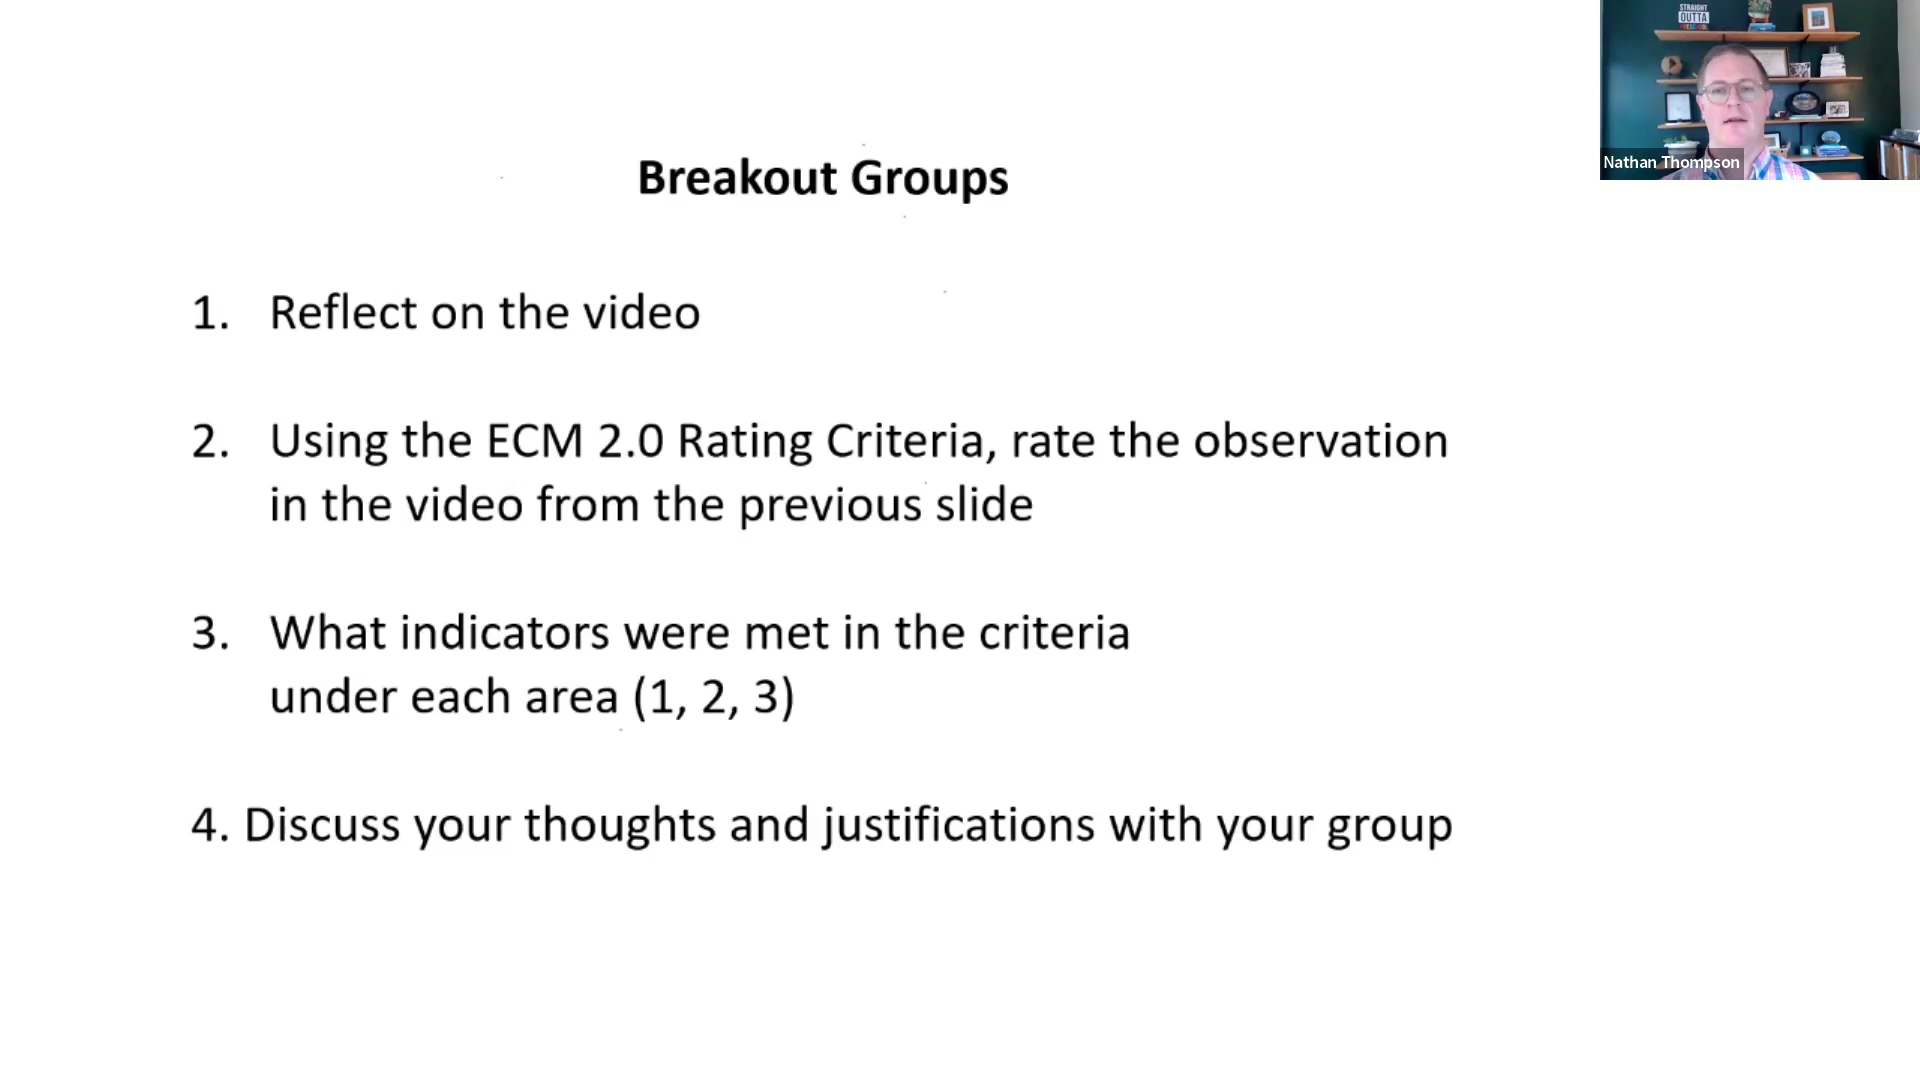 Breakout Groups
1. Reflect on the video
2. Using the ECM 2.0 Rating Criteria, rate the observation
in the video from the previous slide
3. What indicators were met in the criteria
under each area (1, 2, 3)
4. Discuss your thoughts and justifications with your group
STRAIGHT
OUTTA
Nathan Thompson